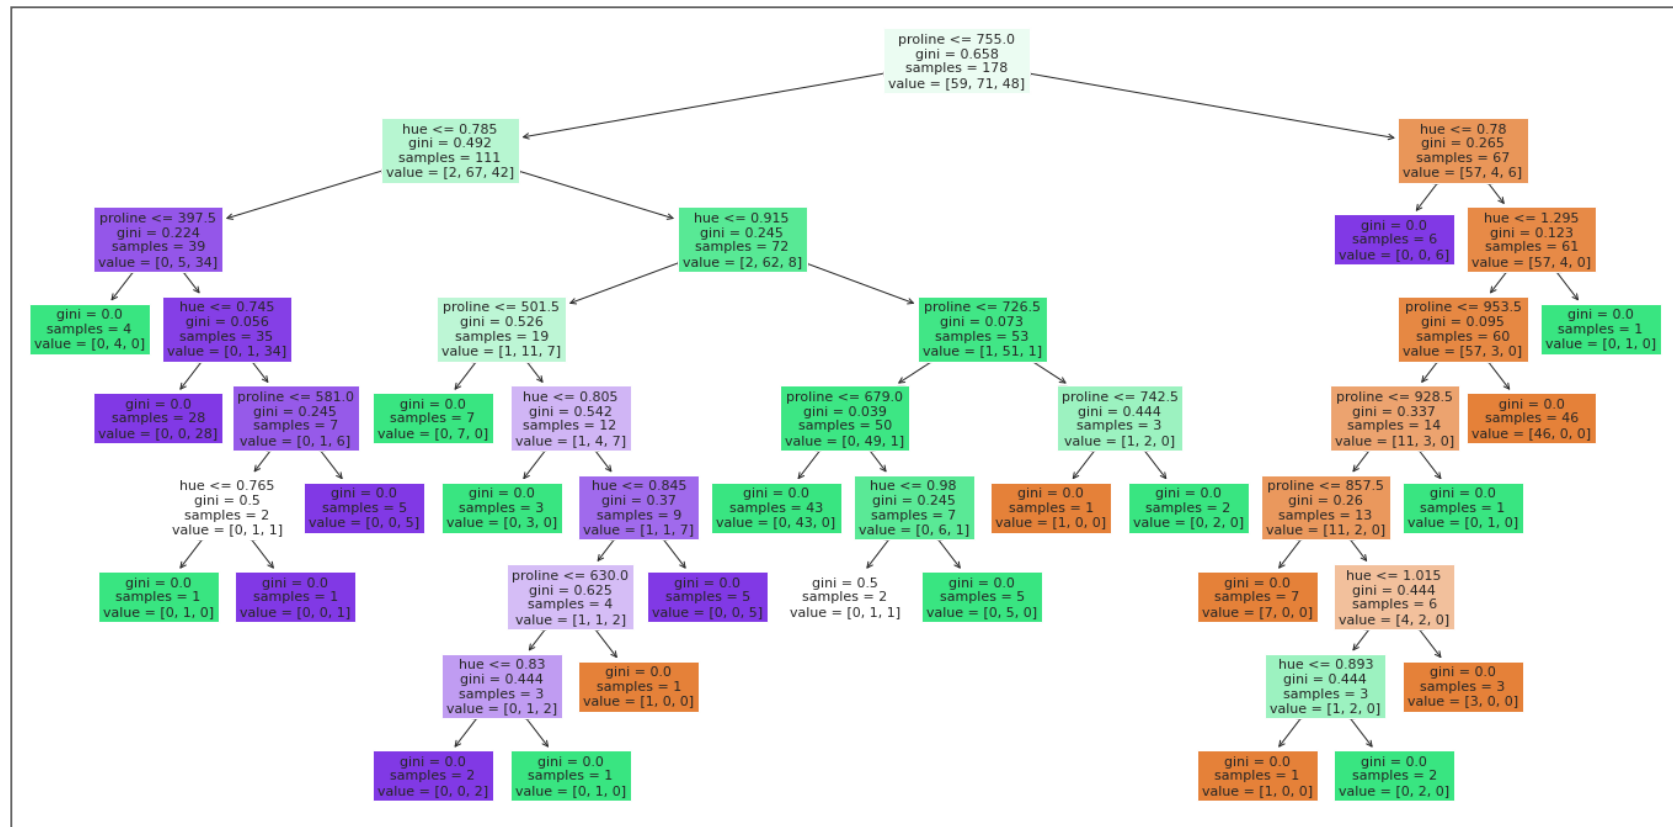 proline <= 755.0
gini = 0.658
samples = 178
value = [59, 71, 48]
hue <= 0.785
gini = 0.492
samples = 111
value = [2, 67, 42]
hue <= 0.78
gini = 0.265
samples = 67
value = [57, 4, 6]
proline <= 397.5
gini = 0.224
samples = 39
value = [0, 5, 34]
hue <= 0.915
gini = 0.245
samples = 72
value = [2, 62, 8]
gini = 0.0
samples = 6
value = [0, 0, 6]
hue <= 1.295
gini = 0.123
samples = 61
value = [57, 4, 0]
gini = 0.0
samples = 4
value = [0, 4, 0]
hue <= 0.745
gini = 0.056
samples = 35
value = [0, 1, 34]
proline <= 501.5
gini = 0.526
samples = 19
value = [1, 11, 7]
proline <= 726.5
gini = 0.073
samples = 53
value = [1, 51, 1]
proline <= 953.5
gini = 0.095
samples = 60
value = [57, 3, 0]
gini = 0.0
samples = 1
value = [0, 1, 0]
gini = 0.0
samples = 28
value = [0, 0, 28]
proline <= 581.0
gini = 0.245
samples = 7
value = [0, 1, 6]
gini = 0.0
samples = 7
value = [0, 7, 0]
hue <= 0.805
gini = 0.542
samples = 12
value = [1, 4, 7]
proline <= 679.0
gini = 0.039
samples = 50
value = [0, 49, 1]
proline <= 742.5
gini = 0.444
samples = 3
value = [1, 2, 0]
proline <= 928.5
gini = 0.337
samples = 14
value = [11, 3, 0]
gini = 0.0
samples = 46
value = [46, 0, 0]
hue <= 0.765
gini = 0.5
samples = 2
value = [0, 1, 1]
gini = 0.0
samples = 5
value = [0, 0, 5]
gini = 0.0
samples = 3
value = [0, 3, 0]
hue <= 0.845
gini = 0.37
samples = 9
value = [1, 1, 7]
gini = 0.0
samples = 43
value = [0, 43, 0]
hue <= 0.98
gini = 0.245
samples = 7
value = [0, 6, 1]
gini = 0.0
samples = 1
value = [1, 0, 0]
gini = 0.0
samples = 2
value = [0, 2, 0]
proline <= 857.5
gini = 0.26
samples = 13
value = [11, 2, 0]
gini = 0.0
samples = 1
value = [0, 1, 0]
gini = 0.0
samples = 1
value = [0, 1, 0]
gini = 0.0
samples = 1
value = [0, 0, 1]
proline <= 630.0
gini = 0.625
samples = 4
value = [1, 1, 2]
gini = 0.0
samples = 5
value = [0, 0, 5]
gini = 0.5
samples = 2
value = [0, 1, 1]
gini = 0.0
samples = 5
value = [0, 5, 0]
gini = 0.0
samples = 7
value = [7, 0, 0]
hue <= 1.015
gini = 0.444
samples = 6
value = [4, 2, 0]
hue <= 0.83
gini = 0.444
samples = 3
value = [0, 1, 2]
gini = 0.0
samples = 1
value = [1, 0, 0]
hue <= 0.893
gini = 0.444
samples = 3
value = [1, 2, 0]
gini = 0.0
samples = 3
value = [3, 0, 0]
gini = 0.0
samples = 2
value = [0, 0, 2]
gini = 0.0
samples = 1
value = [0, 1, 0]
gini = 0.0
samples = 1
value = [1, 0, 0]
gini = 0.0
samples = 2
value = [0, 2, 0]